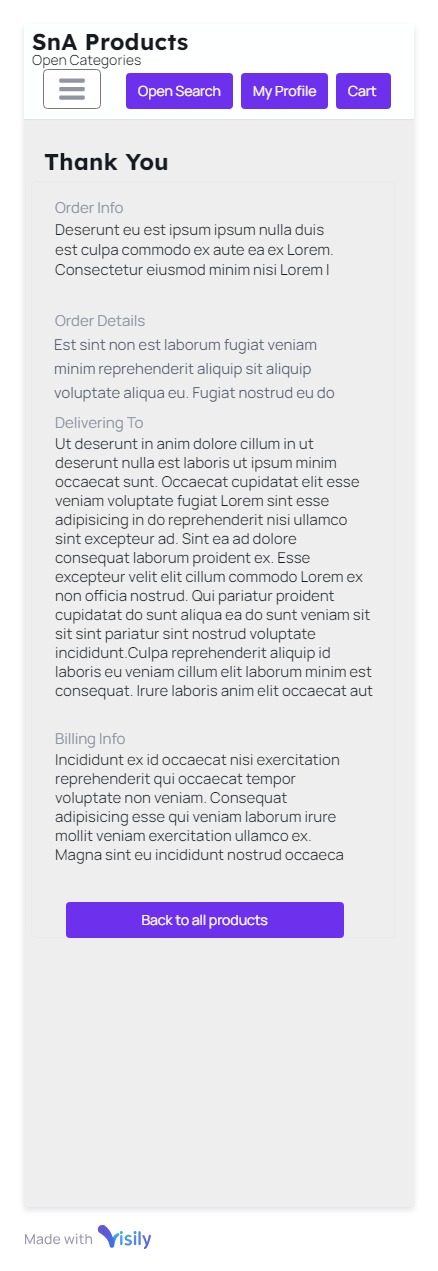 SnA Products
Open Categories
Open Search
My Profile
Cart
Thank You
Order Info
Deserunt eu est ipsum ipsum nulla duis
est culpa commodo ex aute ea ex Lorem.
Consectetur eiusmod minim nisi Lorem l
Order Details
Est sint non est laborum fugiat veniam
minim reprehenderit aliquip sit aliquip
voluptate aliqua eu. Fugiat nostrud eu do
Delivering To
Ut deserunt in anim dolore cillum in ut
deserunt nulla est laboris ut ipsum minim
occaecat sunt. Occaecat cupidatat elit esse
veniam voluptate fugiat Lorem sint esse
adipisicing in do reprehenderit nisi ullamco
sint excepteur ad. Sint ea ad dolore
consequat laborum proident ex. Esse
excepteur velit elit cillum commodo Lorem ex
non officia nostrud. Qui pariatur proident
cupidatat do sunt aliqua ea do sunt veniam sit
sit sint pariatur sint nostrud voluptate
incididunt.Culpa reprehenderit aliquip id
laboris eu veniam cillum elit laborum minim est
consequat. Irure laboris anim elit occaecat aut
Billing Info
Incididunt ex id occaecat nisi exercitation
reprehenderit qui occaecat tempor
voluptate non veniam. Consequat
adipisicing esse qui veniam laborum irure
mollit veniam exercitation ullamco ex.
Magna sint eu incididunt nostrud occaeca
Back to all products
Made with Visily